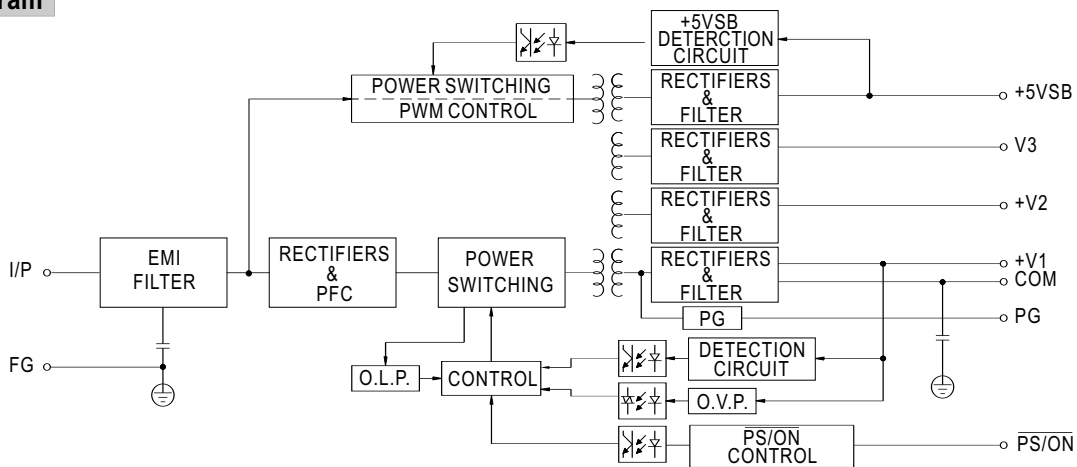 ram
+5VSB
DETERCTION
CIRCUIT
POWER SWITCHING
PWM CONTROL
RECTIFIERS
&
FILTER
+5VSB
RECTIFIERS
&
FILTER
V3
RECTIFIERS
&
FILTER
+V2
I/P
EMI
FILTER
RECTIFIERS
&
PFC
POWER
SWITCHING
RECTIFIERS
&
FILTER
+V1
COM
PG
PG
FG
O.L.P.
CONTROL
DETECTION
CIRCUIT
O.V.P.
PS/ON
CONTROL
PS/ON